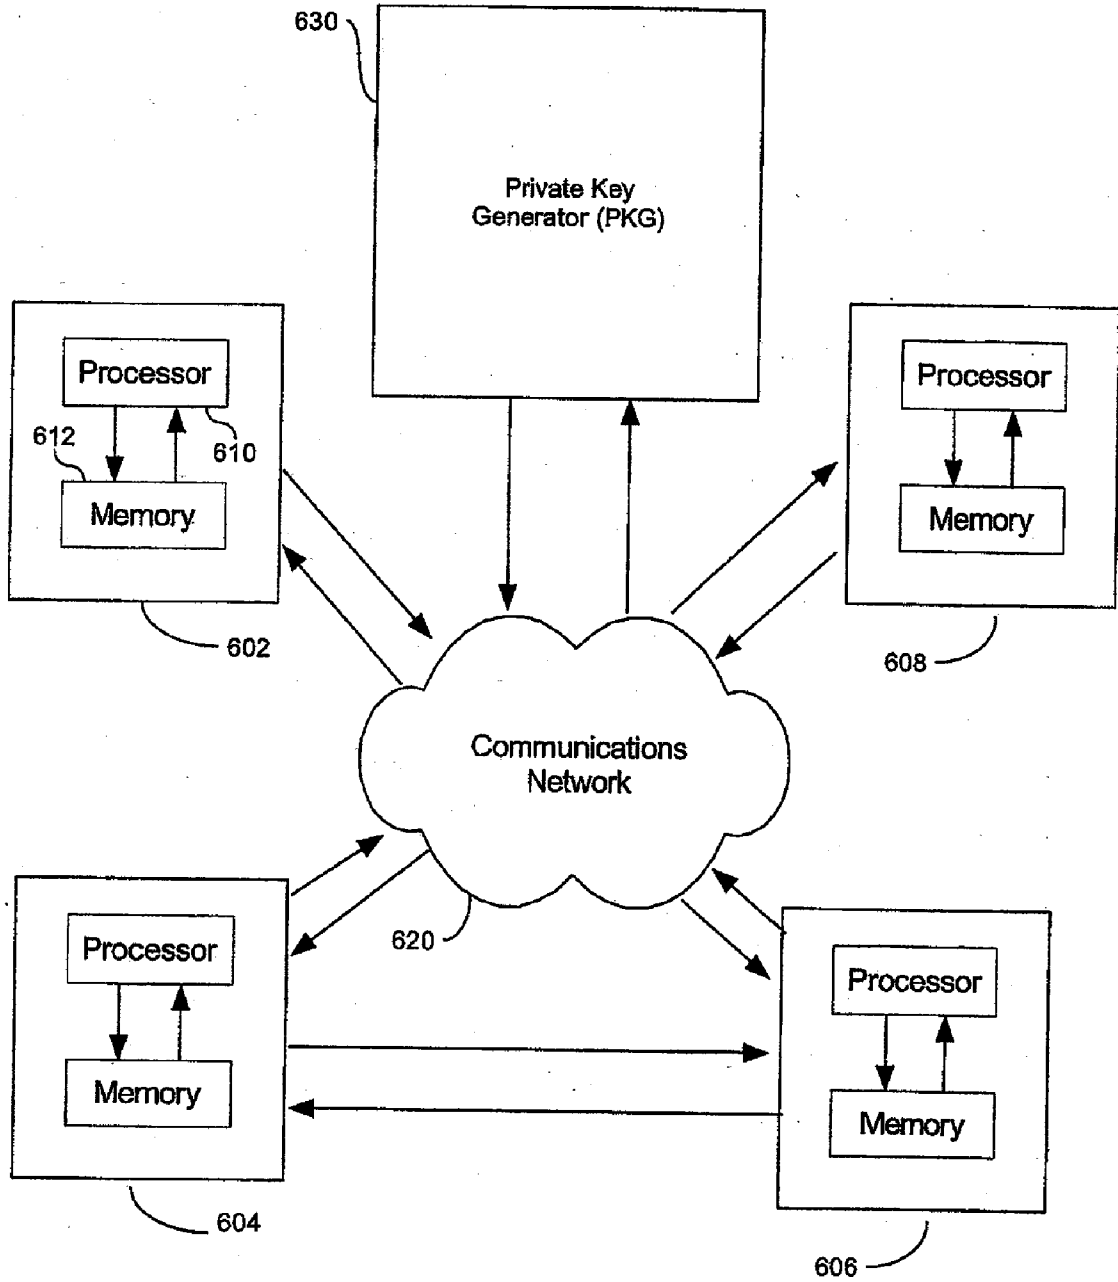 630
Private Key
Generator (PKG)
Processor
610
612
Memory
602
Processor
Memory
608
Communications
Network
620
Processor
Memory
604
Processor
Memory
606